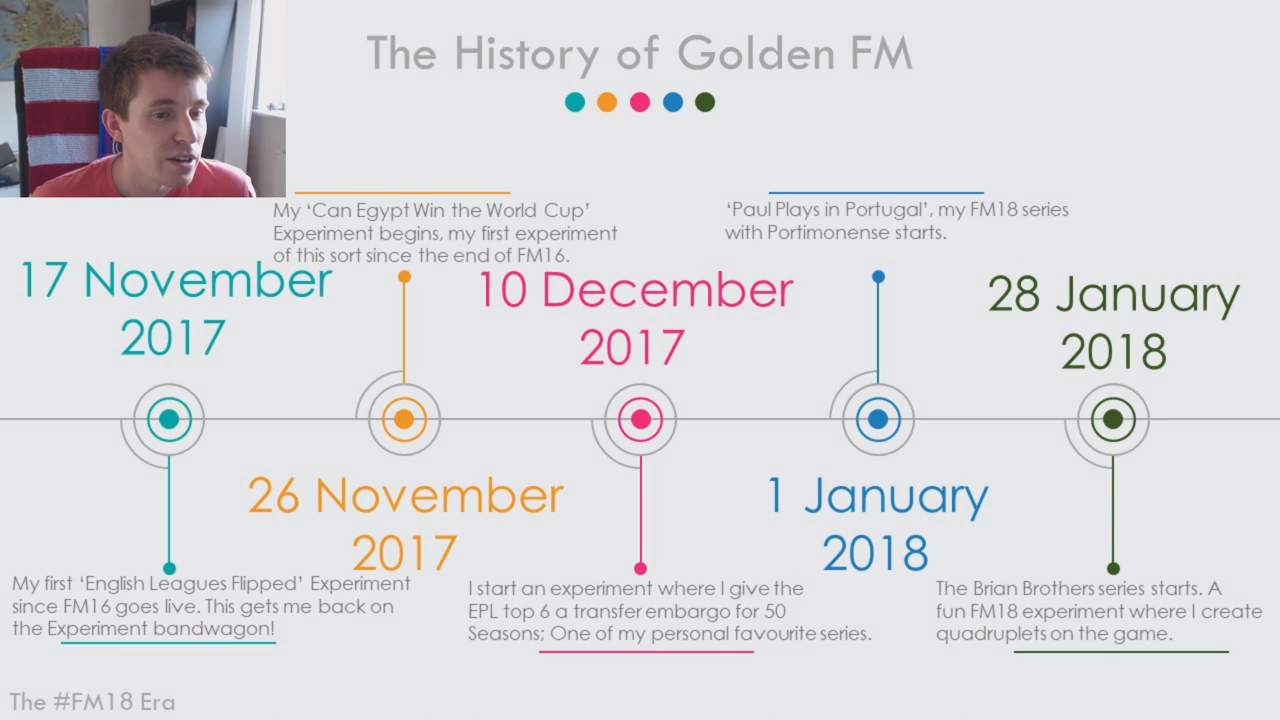 The History of Golden FM
My ‘Can Egypt Win the World Cup’
Experiment begins, my first experiment
of this sort since the end of FM16.
‘Paul Plays in Portugal’, my FM18 series
with Portimonense starts.
17 November
2017
10 December
2017
28 January
2018
26 November
2017
1 January
2018
My first ‘English Leagues Flipped’ Experiment
since FM16 goes live. This gets me back on
the Experiment bandwagon!
I start an experiment where I give the
EPL top 6 a transfer embargo for 50
Seasons; One of my personal favourite series.
The Brian Brothers series starts. A
fun FM18 experiment where I create
quadruplets on the game.
The #FM18 Era